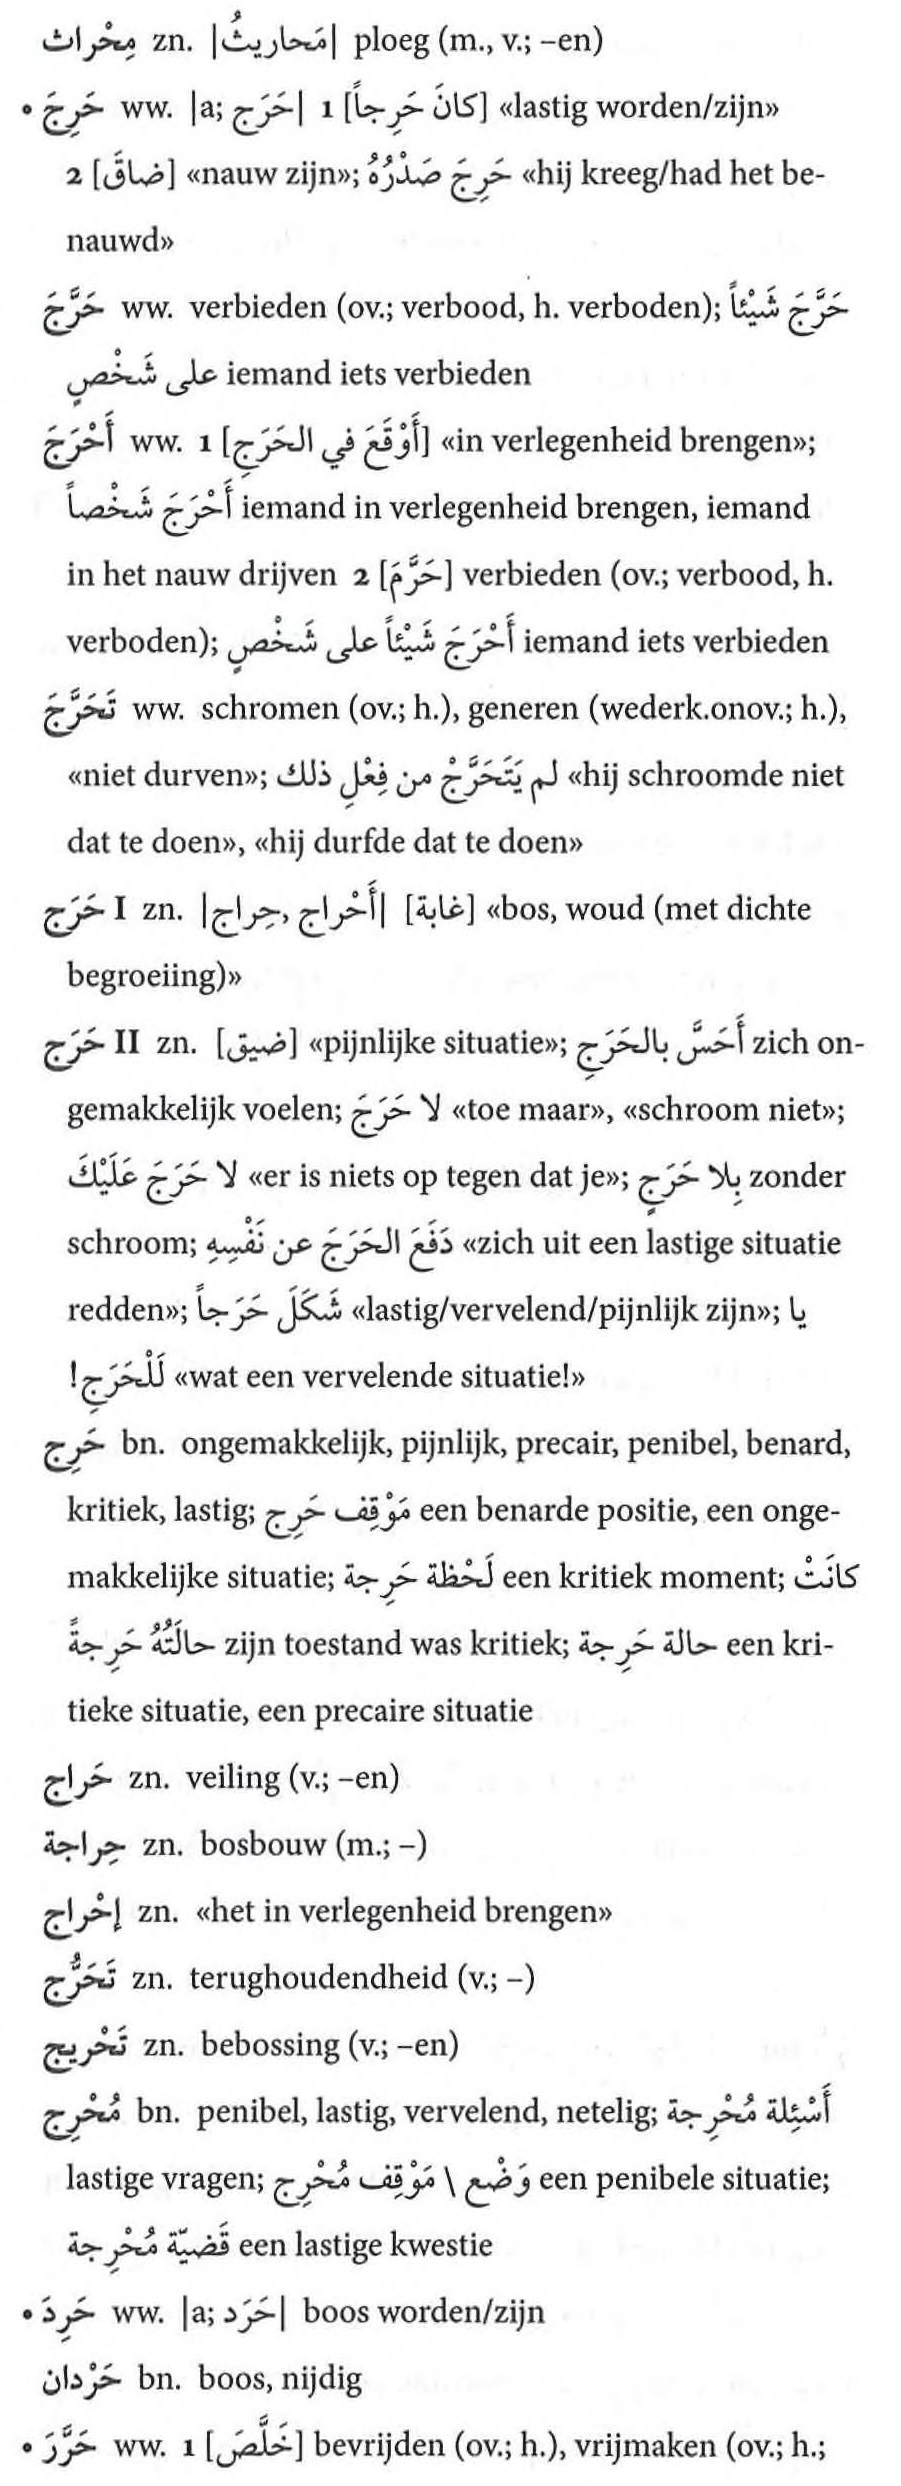 مِحْراث zn. |مَحاريثُ| ploeg (m., v.; –en)
• حَرِجَ ww. |a; حَرَج| 1 [كانَ حَرِجاً] «lastig worden/zijn»
2 [ضاقَ] «nauw zijn»; حَرِجَ صَدْرُهُ «hij kreeg/had het be-
nauwd»
حَرَّجَ ww. verbieden (ov.; verbood, h. verboden); حَرَّجَ شَيْئاً
على شَخْصٍ iemand iets verbieden
أَحْرَجَ ww. 1 [أَوْقَعَ في الحَرَجِ] «in verlegenheid brengen»;
أَحْرَجَ شَخْصاً iemand in verlegenheid brengen, iemand
in het nauw drijven 2 [حَرَّمَ] verbieden (ov.; verbood, h.
verboden); أَحْرَجَ شَيْئاً على شَخْصٍ iemand iets verbieden
تَحَرَّجَ ww. schromen (ov.; h.), generen (wederk.onov.; h.),
«niet durven»; لم يَتَحَرَّجْ من فِعْلِ ذلك «hij schroomde niet
dat te doen», «hij durfde dat te doen»
حَرَج I zn. |أَحْراج, حِراج| [غابة] «bos, woud (met dichte
begroeiing)»
حَرَج II zn. [ضيق] «pijnlijke situatie»; أَحَسَّ بالحَرَجِ zich on-
gemakkelijk voelen; لا حَرَجَ «toe maar», «schroom niet»;
لا حَرَجَ عَلَيْكَ «er is niets op tegen dat je»; بِلا حَرَجٍ zonder
schroom; دَفَعَ الحَرَجَ عن نَفْسِهِ «zich uit een lastige situatie
redden»; شَكَّلَ حَرَجاً «lastig/vervelend/pijnlijk zijn»; يا
لَلْحَرَجِ! «wat een vervelende situatie!»
حَرِج bn. ongemakkelijk, pijnlijk, precair, penibel, benard,
kritiek, lastig; مَوْقِف حَرِج een benarde positie, een onge-
makkelijke situatie; لَحْظة حَرِجة een kritiek moment; كانَتْ
حالَتُهُ حَرِجةً zijn toestand was kritiek; حالة حَرِجة een kri-
tieke situatie, een precaire situatie
حَراج zn. veiling (v.; –en)
حِراجة zn. bosbouw (m.; –)
إحْراج zn. «het in verlegenheid brengen»
تَحَرُّج zn. terughoudendheid (v.; –)
تَحْريج zn. bebossing (v.; –en)
مُحْرِج bn. penibel, lastig, vervelend, netelig; أَسْئِلة مُحْرِجة
lastige vragen; وَضْع \ مَوْقِف مُحْرِج een penibele situatie;
قَضيّة مُحْرِجة een lastige kwestie
• حَرِدَ ww. |a; حَرَد| boos worden/zijn
حَرْدان bn. boos, nijdig
• حَرَّرَ ww. 1 [خَلَّصَ] bevrijden (ov.; h.), vrijmaken (ov.; h.;